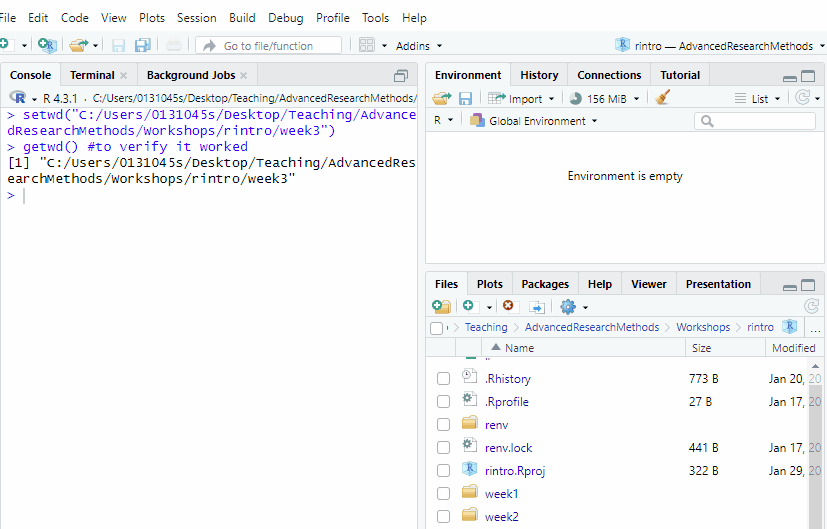 File Edit Code View Plots Session Build Debug Profile Tools Help
Go to file/function Addins rintro — AdvancedResearchMethods
Console Terminal Background Jobs
R 4.3.1 · C:/Users/0131045s/Desktop/Teaching/AdvancedResearchMethods/
> setwd("C:/Users/0131045s/Desktop/Teaching/Advance
dResearchMethods/Workshops/rintro/week3")
> getwd() #to verify it worked
[1] "C:/Users/0131045s/Desktop/Teaching/AdvancedRes
earchMethods/Workshops/rintro/week3"
>
Environment History Connections Tutorial
Import 156 MiB List
R Global Environment
Environment is empty
Files Plots Packages Help Viewer Presentation
Teaching > AdvancedResearchMethods > Workshops > rintro ...
Name Size Modified
.Rhistory 773 B Jan 20, 20
.Rprofile 27 B Jan 17, 20
renv
renv.lock 441 B Jan 17, 20
rintro.Rproj 322 B Jan 29, 20
week1
week2